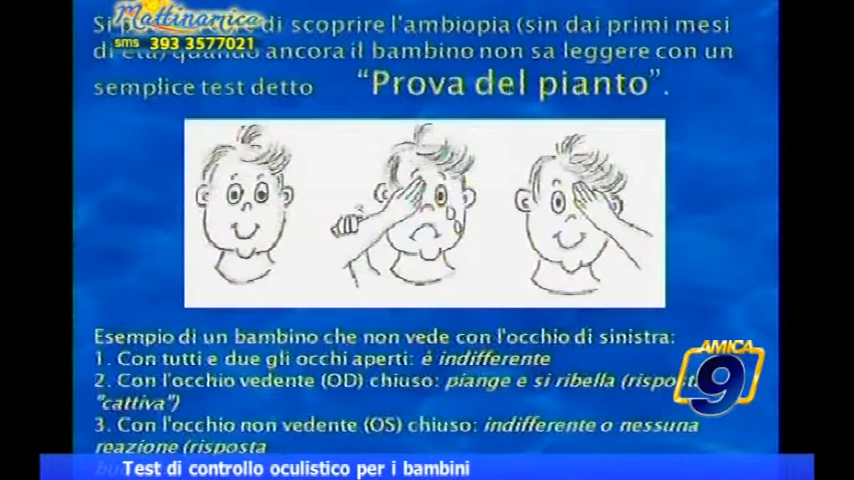 Mattinamica
sms 393 3577021
Si di scoprire l'ambiopia (sin dai primi mesi
di età) quando ancora il bambino non sa leggere con un
semplice test detto "Prova del pianto".
Esempio di un bambino che non vede con l'occhio di sinistra:
1. Con tutti e due gli occhi aperti: è indifferente
2. Con l'occhio vedente (OD) chiuso: piange e si ribella (risposta
"cattiva")
3. Con l'occhio non vedente (OS) chiuso: indifferente o nessuna
reazione (risposta
AMICA
9
Test di controllo oculistico per i bambini